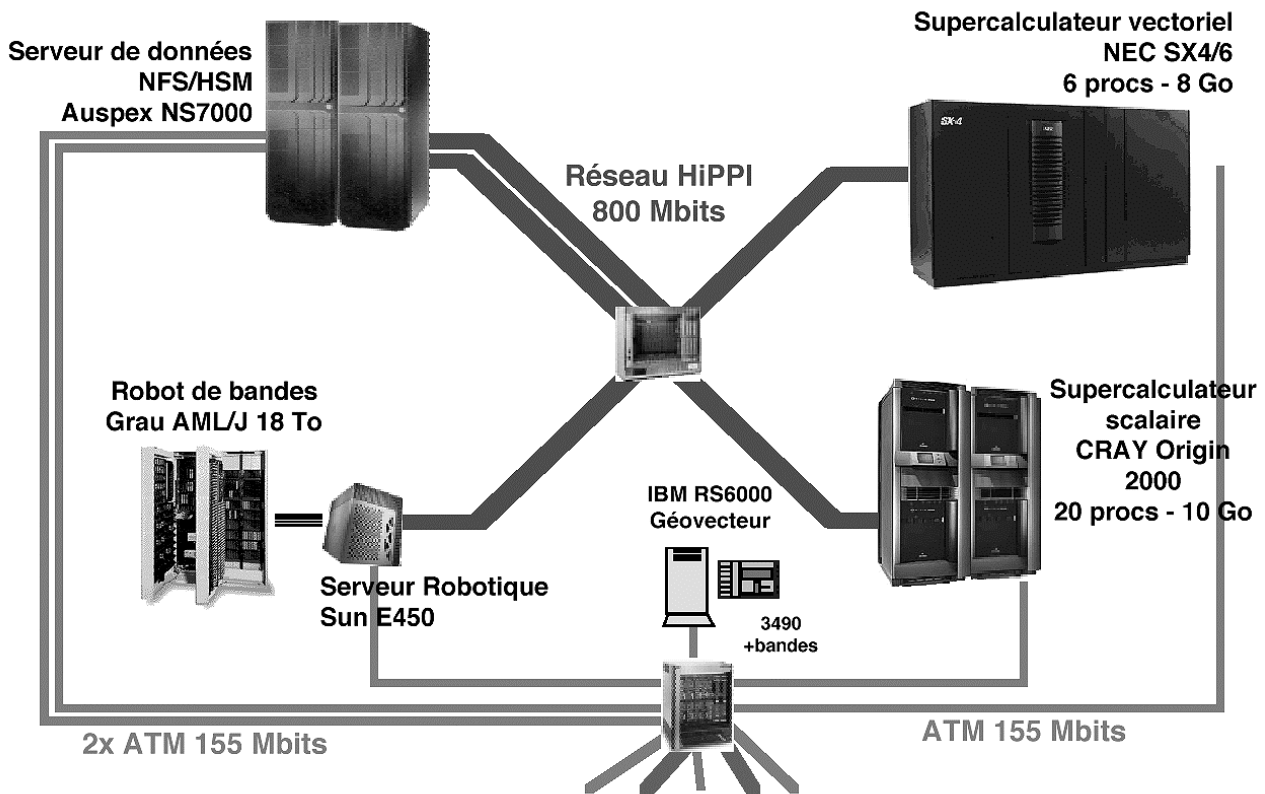 Serveur de données
NFS/HSM
Auspex NS7000
Supercalculateur vectoriel
NEC SX4/6
6 procs - 8 Go
SX-4
Réseau HiPPI
800 Mbits
Robot de bandes
Grau AML/J 18 To
Supercalculateur
scalaire
CRAY Origin
2000
20 procs - 10 Go
IBM RS6000
Géovecteur
Serveur Robotique
Sun E450
3490
+bandes
2x ATM 155 Mbits
ATM 155 Mbits